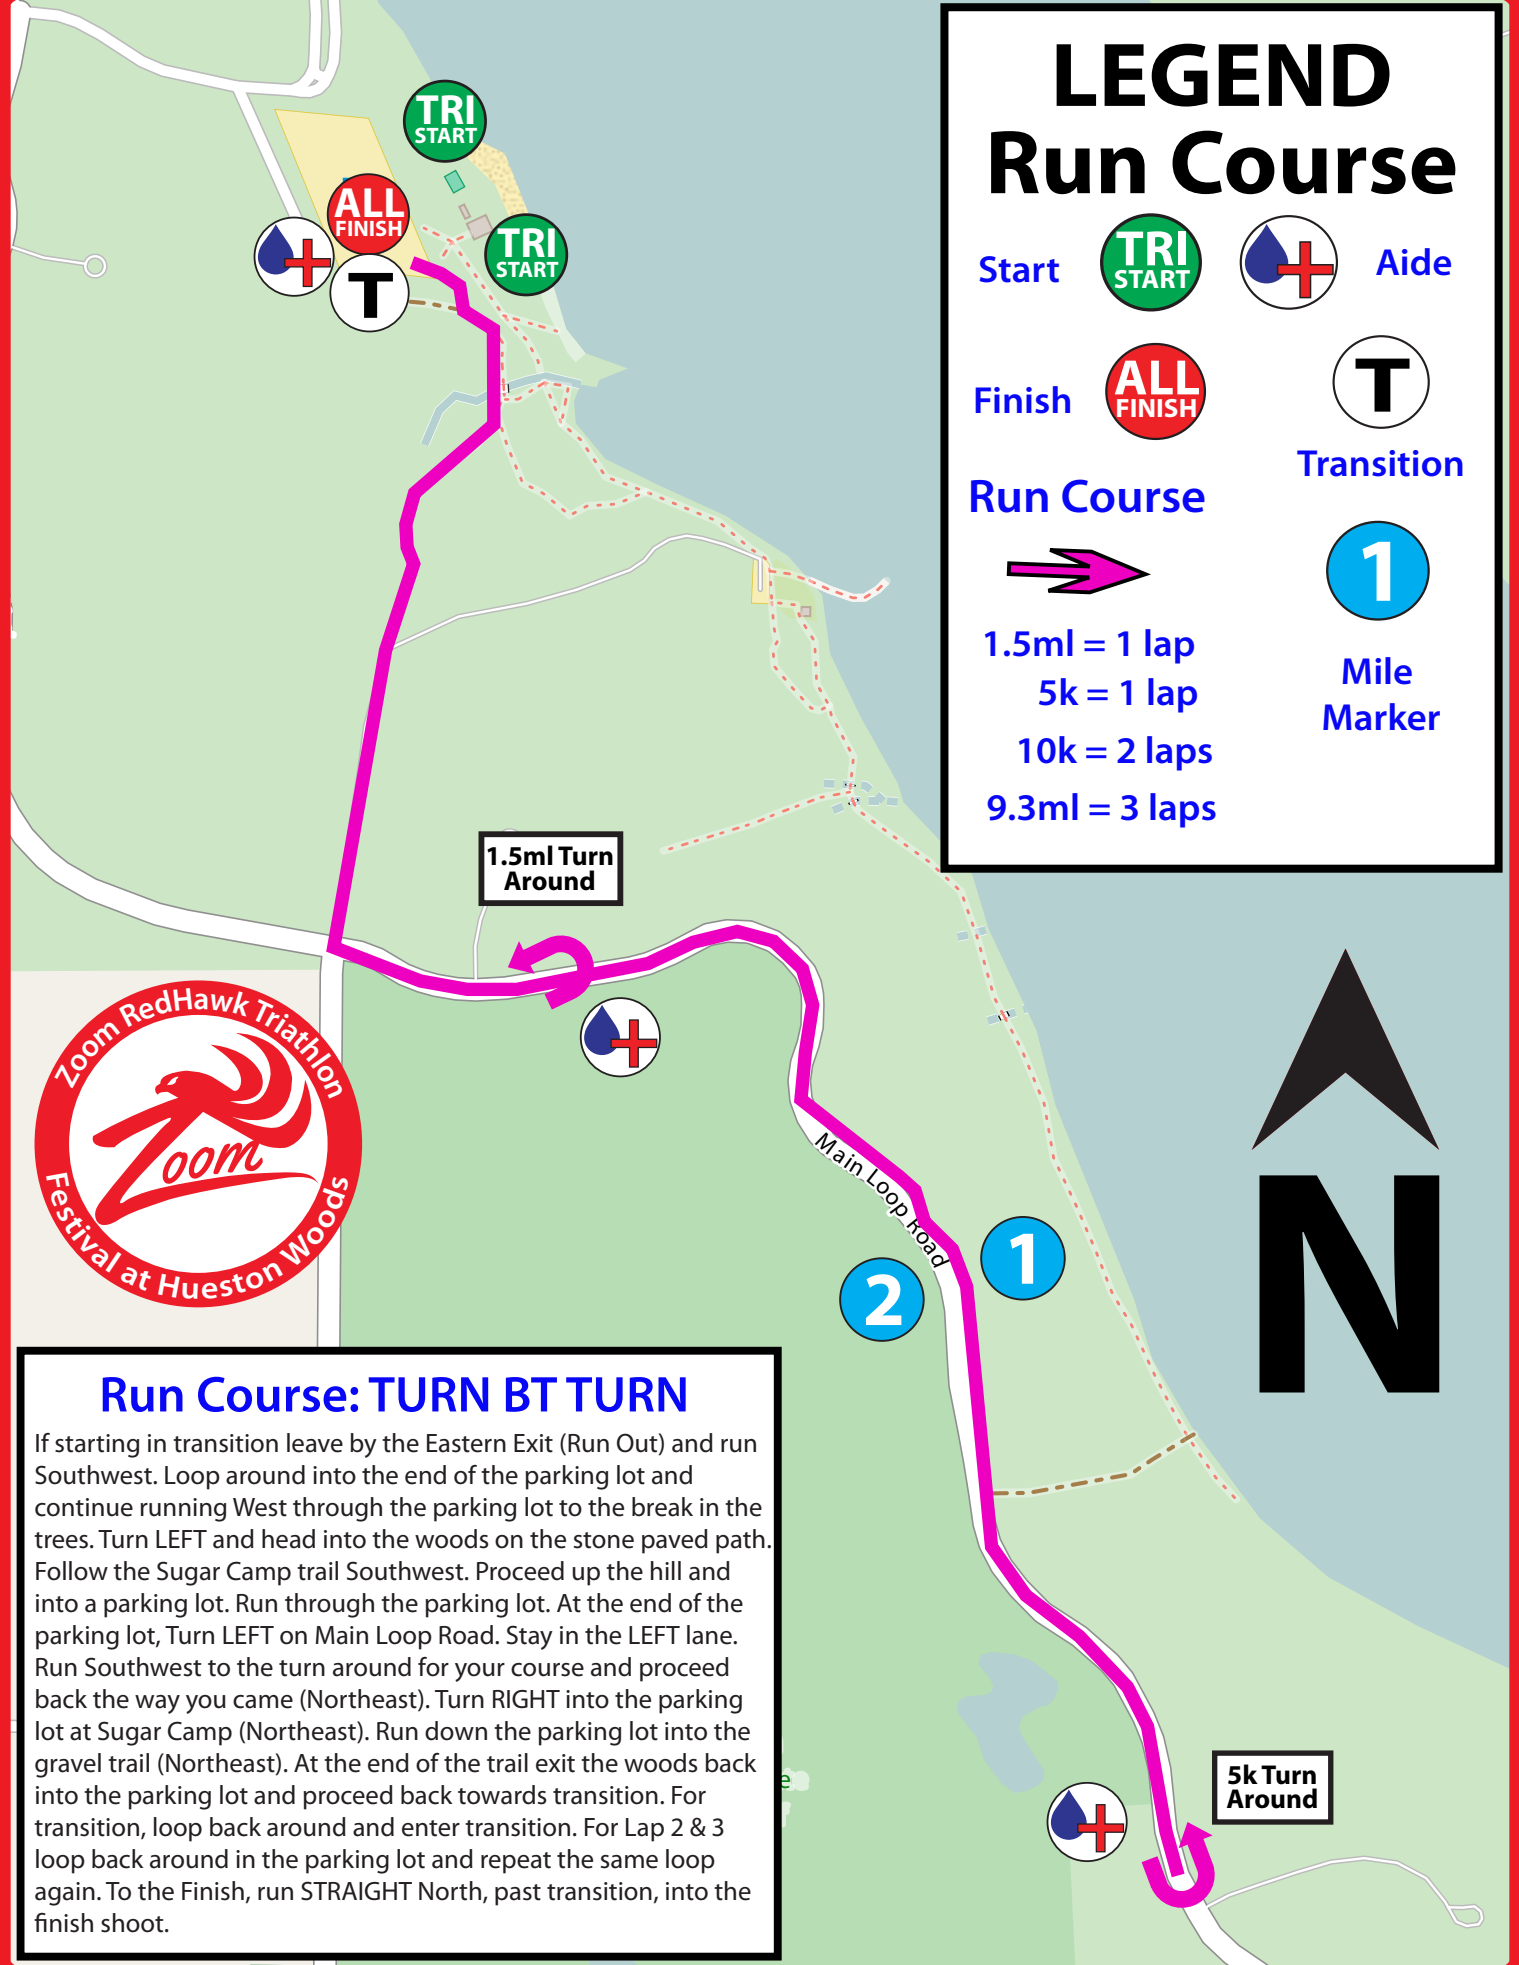 LEGEND
Run Course
Start
TRI
START
Aide
Finish
ALL
FINISH
T
Transition
Run Course
1
Mile
Marker
1.5ml = 1 lap
5k = 1 lap
10k = 2 laps
9.3ml = 3 laps
TRI
START
ALL
FINISH
TRI
START
T
1.5ml Turn
Around
Main Loop Road
1
2
N
Zoom RedHawk Triathlon
Zoom
Festival at Hueston Woods
Run Course: TURN BT TURN
If starting in transition leave by the Eastern Exit (Run Out) and run
Southwest. Loop around into the end of the parking lot and
continue running West through the parking lot to the break in the
trees. Turn LEFT and head into the woods on the stone paved path.
Follow the Sugar Camp trail Southwest. Proceed up the hill and
into a parking lot. Run through the parking lot. At the end of the
parking lot, Turn LEFT on Main Loop Road. Stay in the LEFT lane.
Run Southwest to the turn around for your course and proceed
back the way you came (Northeast). Turn RIGHT into the parking
lot at Sugar Camp (Northeast). Run down the parking lot into the
gravel trail (Northeast). At the end of the trail exit the woods back
into the parking lot and proceed back towards transition. For
transition, loop back around and enter transition. For Lap 2 & 3
loop back around in the parking lot and repeat the same loop
again. To the Finish, run STRAIGHT North, past transition, into the
finish shoot.
5k Turn
Around